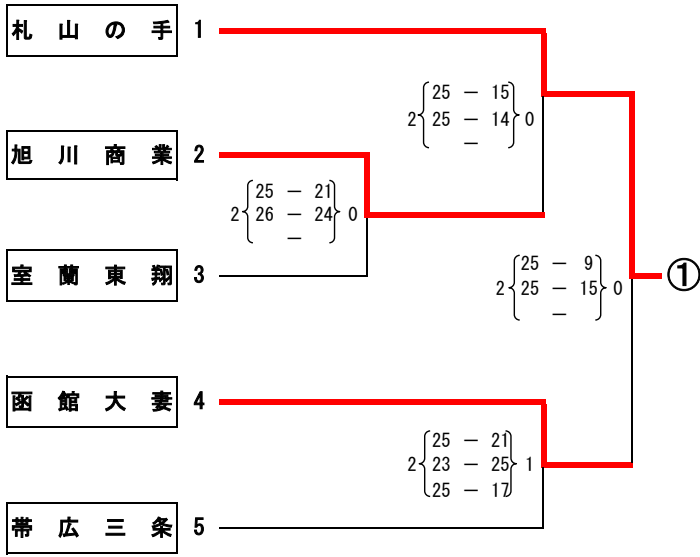 札山の手 1
25 － 15
2 25 － 14 0
－
旭川商業 2
25 － 21
2 26 － 24 0
－
室蘭東翔 3
25 － 9
2 25 － 15 0
－
①
函館大妻 4
25 － 21
2 23 － 25 1
25 － 17
帯広三条 5